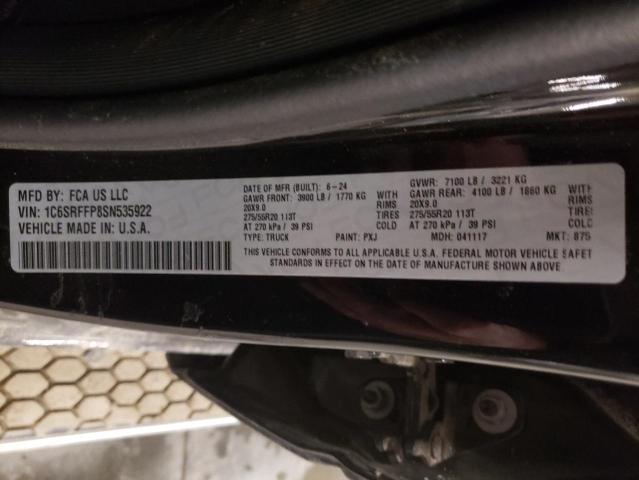 MFD BY: FCA US LLC
VIN: 1C6SRFFP8SN535922
VEHICLE MADE IN: U.S.A.
DATE OF MFR (BUILT): 6-24
GAWR FRONT: 3900 LB / 1770 KG WITH
20X9.0 RIMS
275/55R20 113T TIRES
AT 270 kPa / 39 PSI COLD
TYPE: TRUCK PAINT: PXJ
GVWR: 7100 LB / 3221 KG
GAWR REAR: 4100 LB / 1860 KG WITH
20X9.0 RIMS
275/55R20 113T TIRES
AT 270 kPa / 39 PSI COLD
MDH: 041117 MKT: 875
THIS VEHICLE CONFORMS TO ALL APPLICABLE U.S.A. FEDERAL MOTOR VEHICLE SAFET
STANDARDS IN EFFECT ON THE DATE OF MANUFACTURE SHOWN ABOVE